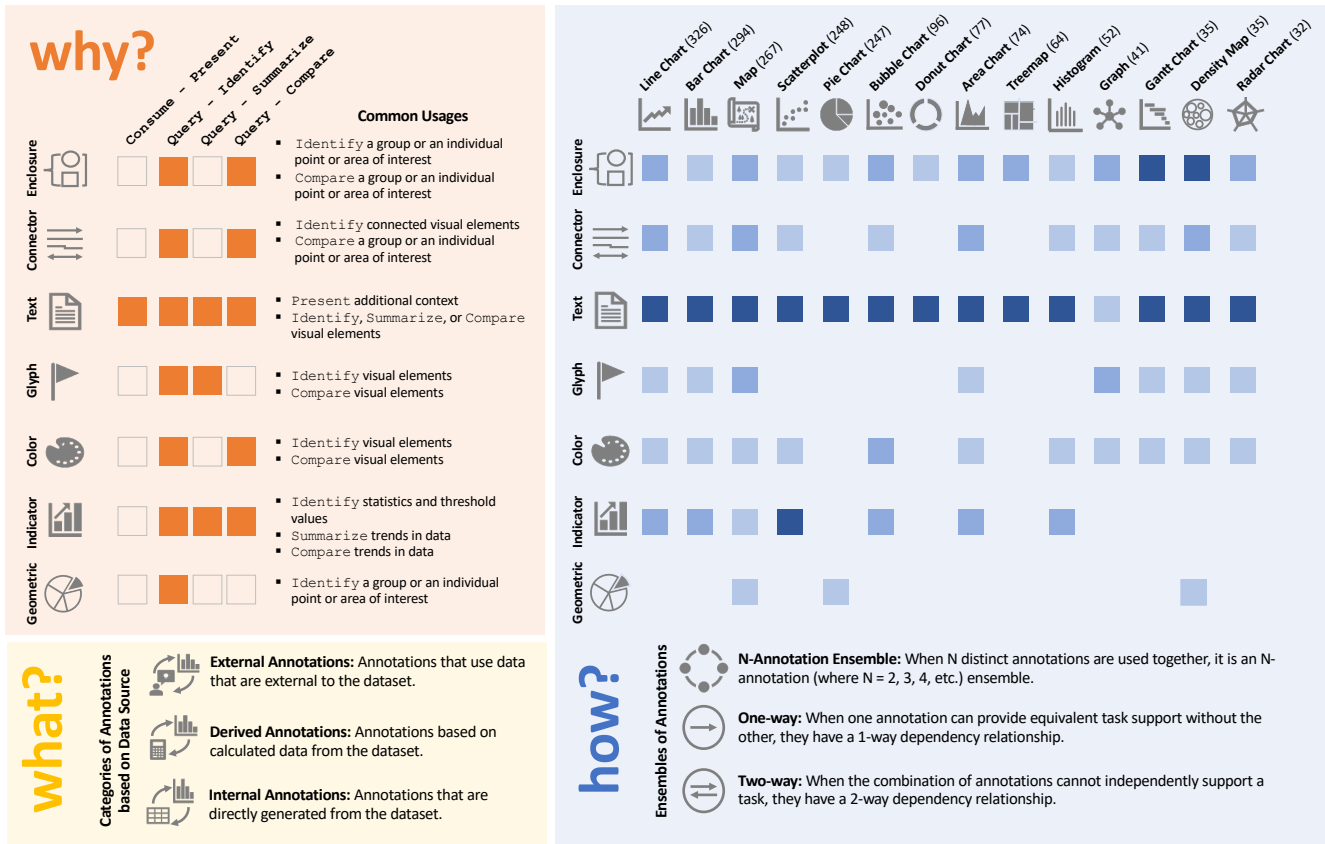 why?
Consume - Present
Query - Identify
Query - Summarize
Query - Compare
Common Usages
Enclosure
▪ Identify a group or an individual
point or area of interest
▪ Compare a group or an individual
point or area of interest
Connector
▪ Identify connected visual elements
▪ Compare a group or an individual
point or area of interest
Text
▪ Present additional context
▪ Identify, Summarize, or Compare
visual elements
Glyph
▪ Identify visual elements
▪ Compare visual elements
Color
▪ Identify visual elements
▪ Compare visual elements
Indicator
▪ Identify statistics and threshold
values
▪ Summarize trends in data
▪ Compare trends in data
Geometric
▪ Identify a group or an individual
point or area of interest
what?
Categories of Annotations
based on Data Source
External Annotations: Annotations that use data
that are external to the dataset.
Derived Annotations: Annotations based on
calculated data from the dataset.
Internal Annotations: Annotations that are
directly generated from the dataset.
Line Chart (326)
Bar Chart (294)
Map (267)
Scatterplot (248)
Pie Chart (247)
Bubble Chart (96)
Donut Chart (77)
Area Chart (74)
Treemap (64)
Histogram (52)
Graph (41)
Gantt Chart (35)
Density Map (35)
Radar Chart (32)
Enclosure
Connector
Text
Glyph
Color
Indicator
Geometric
how?
Ensembles of Annotations
N-Annotation Ensemble: When N distinct annotations are used together, it is an N-
annotation (where N = 2, 3, 4, etc.) ensemble.
One-way: When one annotation can provide equivalent task support without the
other, they have a 1-way dependency relationship.
Two-way: When the combination of annotations cannot independently support a
task, they have a 2-way dependency relationship.